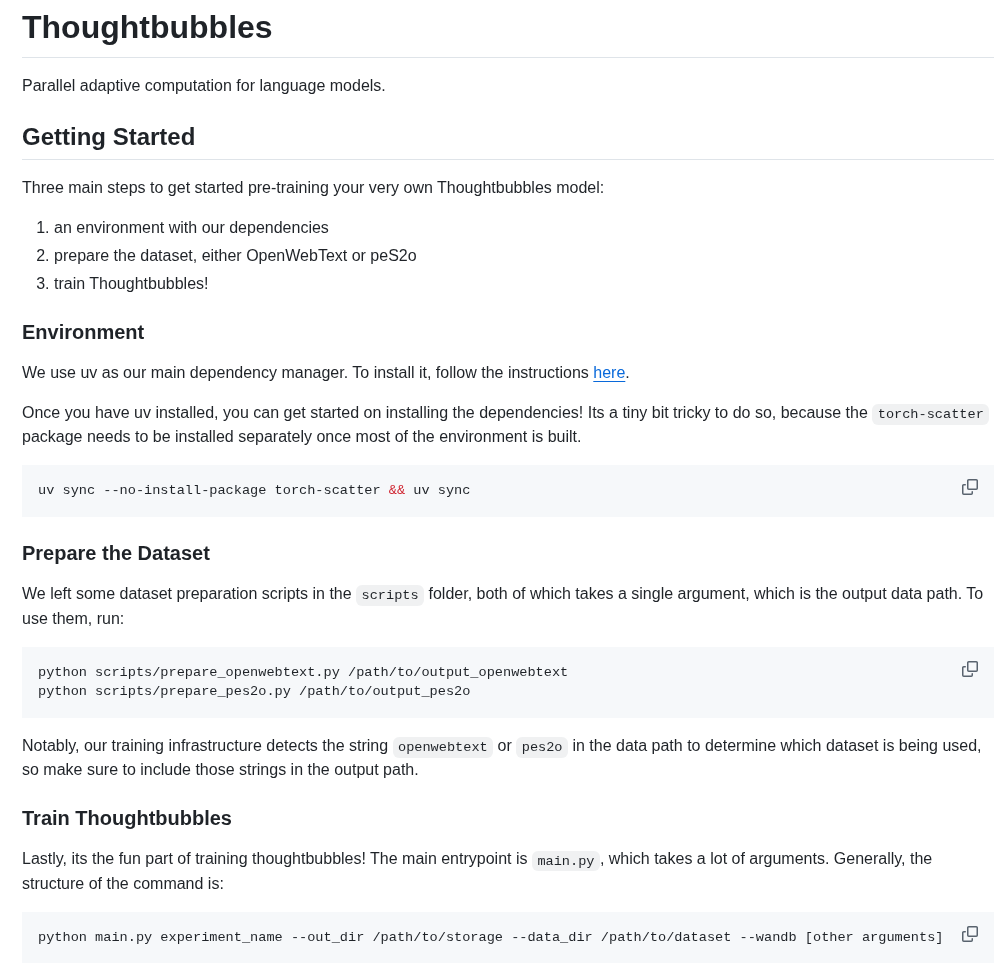 Thoughtbubbles
Parallel adaptive computation for language models.
Getting Started
Three main steps to get started pre-training your very own Thoughtbubbles model:
1. an environment with our dependencies
2. prepare the dataset, either OpenWebText or peS2o
3. train Thoughtbubbles!
Environment
We use uv as our main dependency manager. To install it, follow the instructions here.
Once you have uv installed, you can get started on installing the dependencies! Its a tiny bit tricky to do so, because the torch-scatter
package needs to be installed separately once most of the environment is built.
uv sync --no-install-package torch-scatter && uv sync
Prepare the Dataset
We left some dataset preparation scripts in the scripts folder, both of which takes a single argument, which is the output data path. To
use them, run:
python scripts/prepare_openwebtext.py /path/to/output_openwebtext
python scripts/prepare_pes2o.py /path/to/output_pes2o
Notably, our training infrastructure detects the string openwebtext or pes2o in the data path to determine which dataset is being used,
so make sure to include those strings in the output path.
Train Thoughtbubbles
Lastly, its the fun part of training thoughtbubbles! The main entrypoint is main.py, which takes a lot of arguments. Generally, the
structure of the command is:
python main.py experiment_name --out_dir /path/to/storage --data_dir /path/to/dataset --wandb [other arguments]